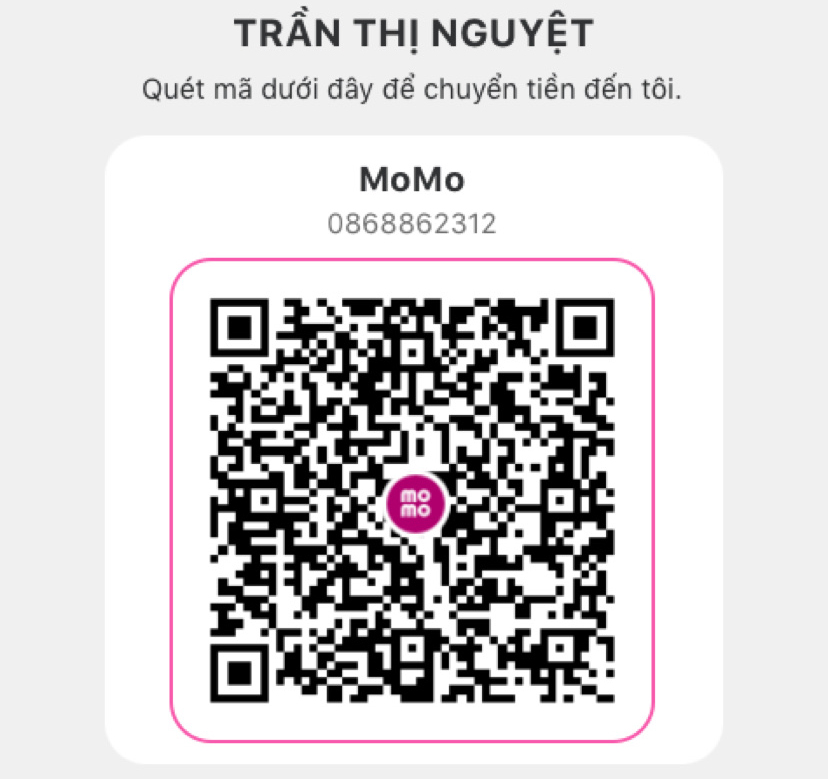 TRẦN THỊ NGUYỆT
Quét mã dưới đây để chuyển tiền đến tôi.
MoMo
0868862312
mo
mo